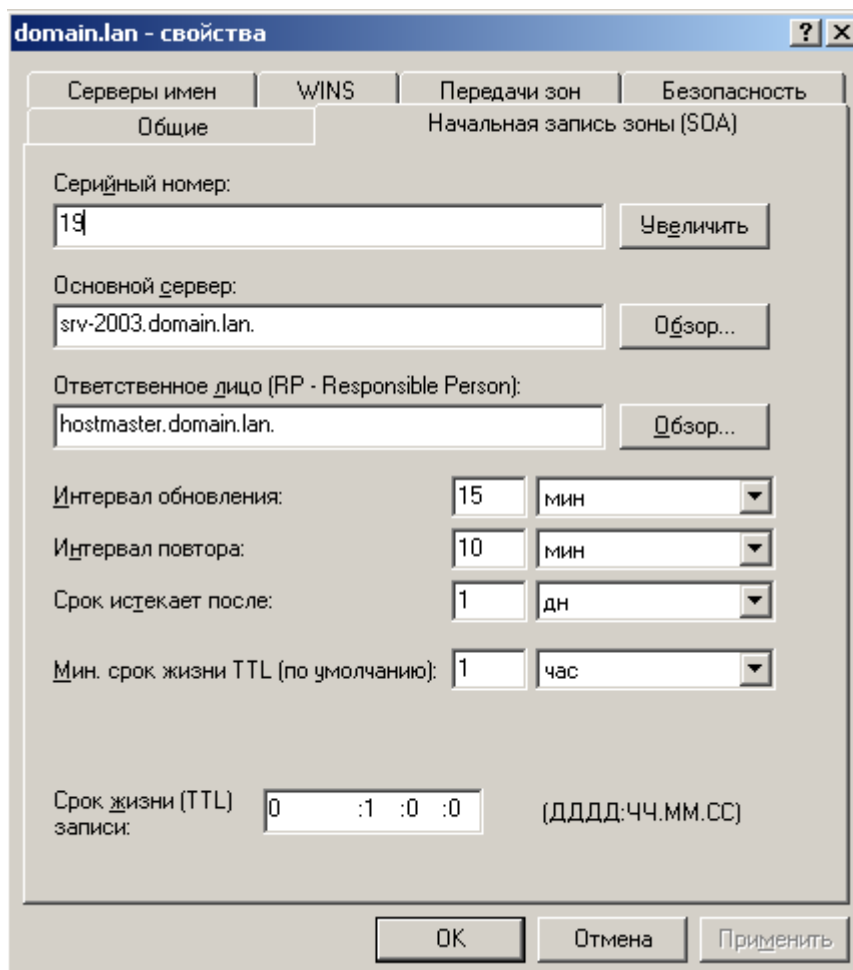 domain.lan - свойства
Серверы имен WINS Передачи зон Безопасность
Общие Начальная запись зоны (SOA)
Серийный номер:
19 Увеличить
Основной сервер:
srv-2003.domain.lan. Обзор...
Ответственное лицо (RP - Responsible Person):
hostmaster.domain.lan. Обзор...
Интервал обновления: 15 мин
Интервал повтора: 10 мин
Срок истекает после: 1 дн
Мин. срок жизни TTL (по умолчанию): 1 час
Срок жизни (TTL) записи: 0 :1 :0 :0 (ДДДД:ЧЧ.ММ.СС)
OK Отмена Применить